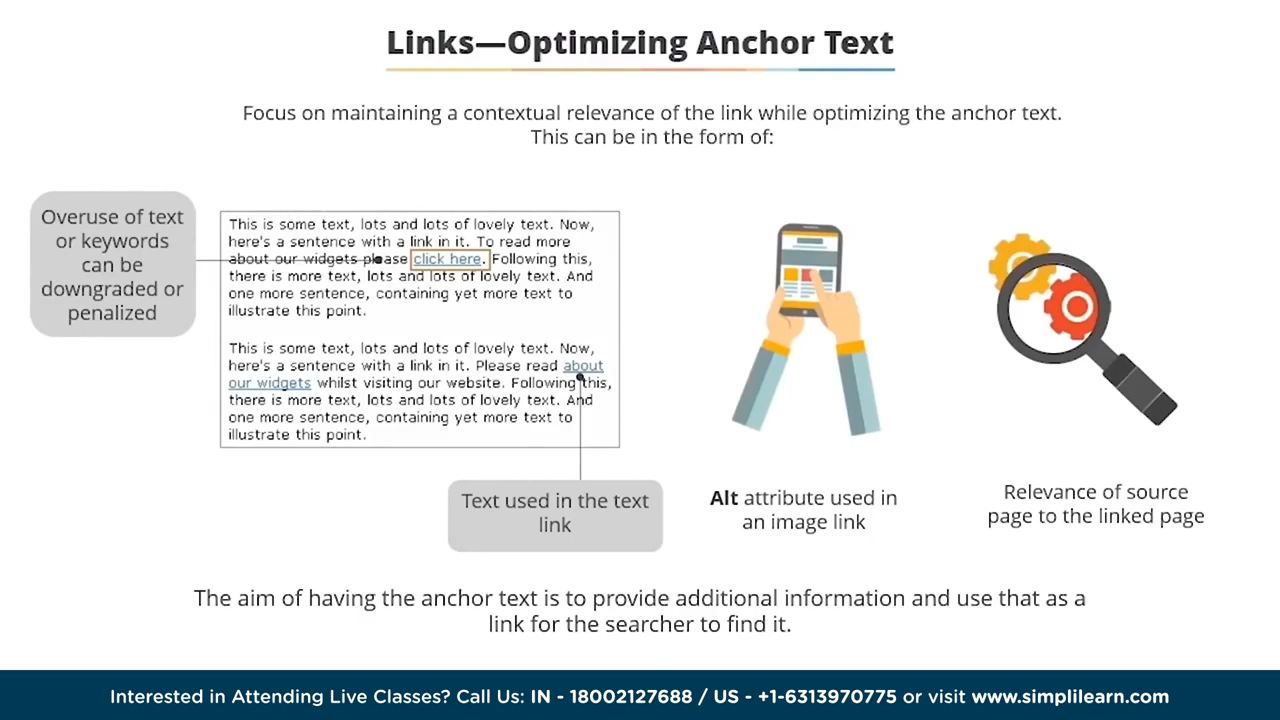 Links—Optimizing Anchor Text
Focus on maintaining a contextual relevance of the link while optimizing the anchor text.
This can be in the form of:
Overuse of text
or keywords
can be
downgraded or
penalized
This is some text, lots and lots of lovely text. Now,
here's a sentence with a link in it. To read more
about our widgets please click here. Following this,
there is more text, lots and lots of lovely text. And
one more sentence, containing yet more text to
illustrate this point.
This is some text, lots and lots of lovely text. Now,
here's a sentence with a link in it. Please read about
our widgets whilst visiting our website. Following this,
there is more text, lots and lots of lovely text. And
one more sentence, containing yet more text to
illustrate this point.
Text used in the text
link
Alt attribute used in
an image link
Relevance of source
page to the linked page
The aim of having the anchor text is to provide additional information and use that as a
link for the searcher to find it.
Interested in Attending Live Classes? Call Us: IN - 18002127688 / US - +1-6313970775 or visit www.simplilearn.com